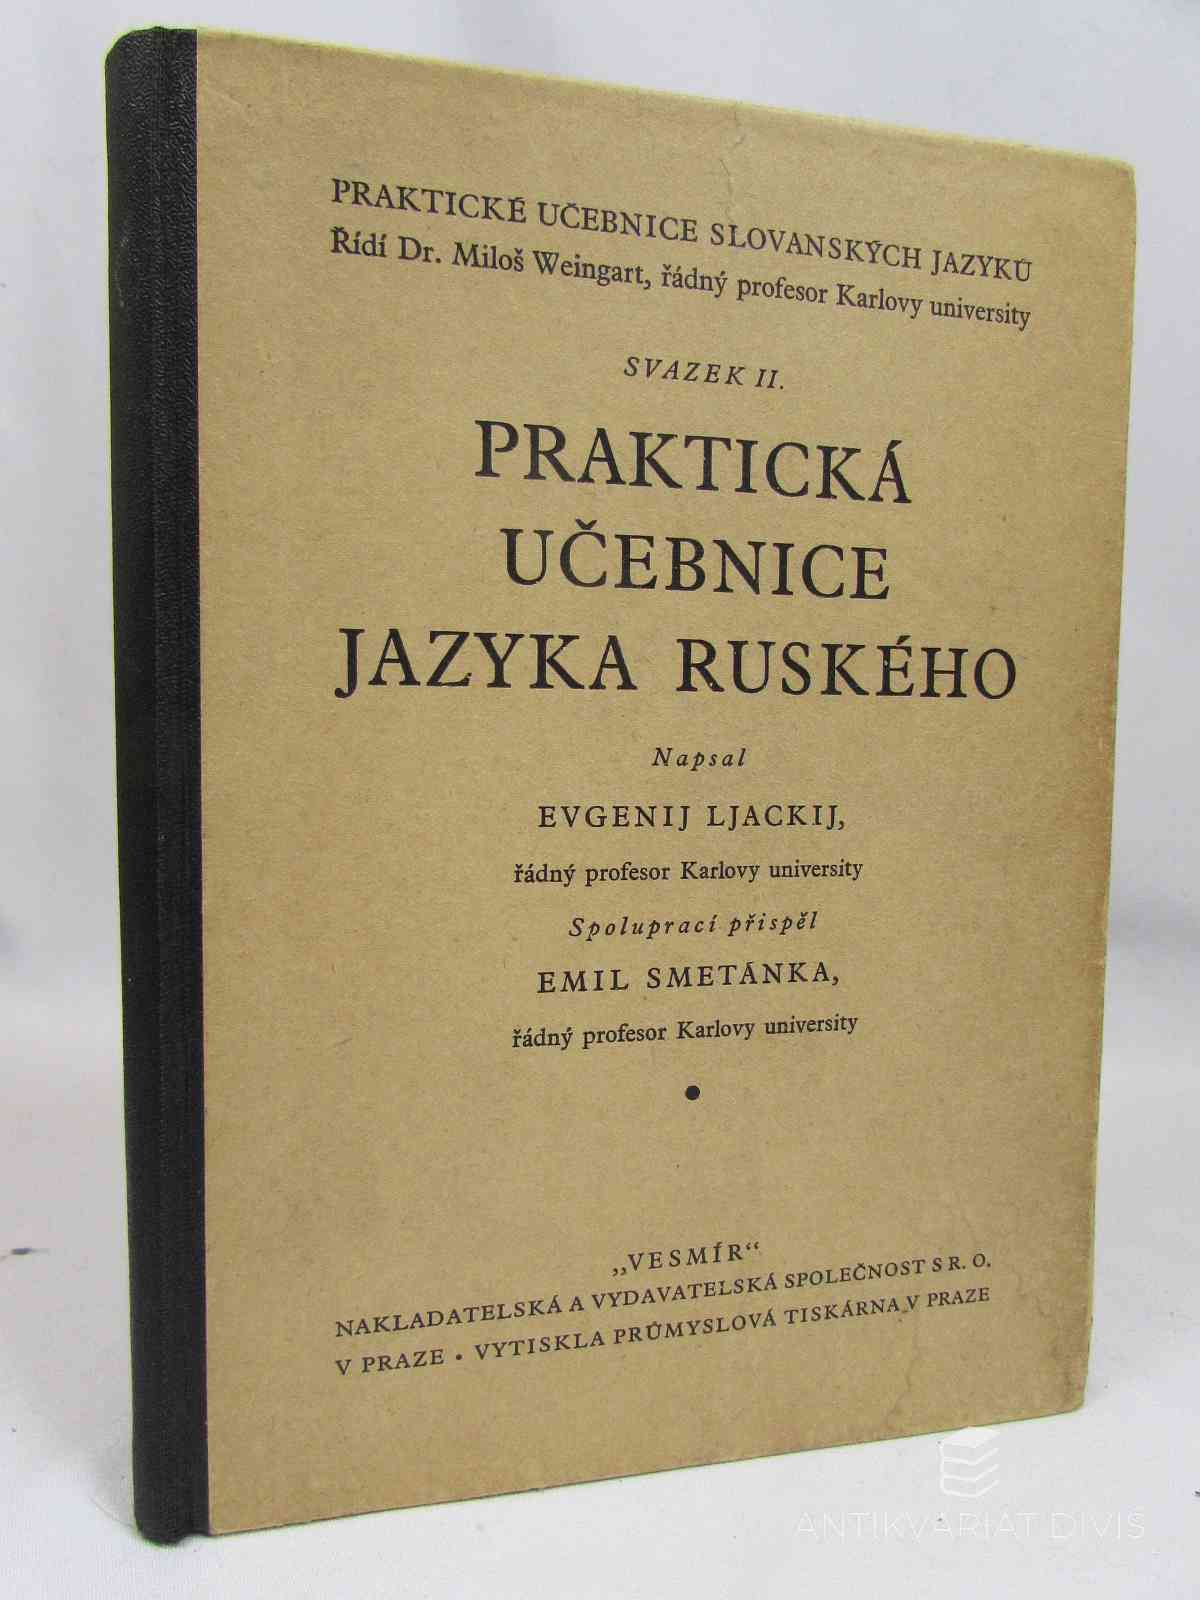 PRAKTICKÉ UČEBNICE SLOVANSKÝCH JAZYKŮ
Řídí Dr. Miloš Weingart, řádný profesor Karlovy university
SVAZEK II.
PRAKTICKÁ
UČEBNICE
JAZYKA RUSKÉHO
Napsal
EVGENIJ LJACKIJ,
řádný profesor Karlovy university
Spoluprací přispěl
EMIL SMETÁNKA,
řádný profesor Karlovy university
„VESMÍR“
NAKLADATELSKÁ A VYDAVATELSKÁ SPOLEČNOST S R. O.
V PRAZE • VYTISKLA PRŮMYSLOVÁ TISKÁRNA V PRAZE
ANTIKVARIÁT DIVIŠ